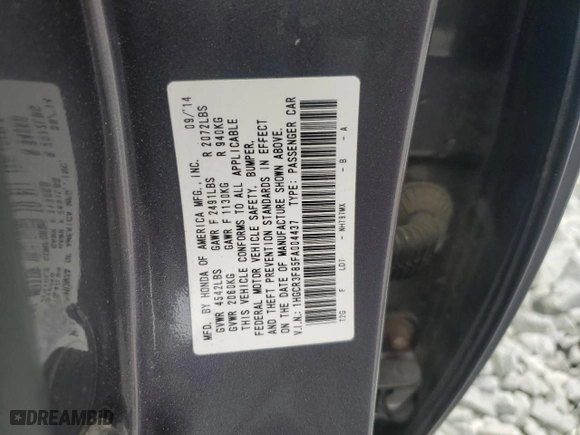 MFD. BY HONDA OF AMERICA MFG., INC. 09/'14
GVWR 4542LBS GAWR F 2491LBS R 2072LBS
GVWR 2060KG GAWR F 1130KG R 940KG
THIS VEHICLE CONFORMS TO ALL APPLICABLE
FEDERAL MOTOR VEHICLE SAFETY, BUMPER,
AND THEFT PREVENTION STANDARDS IN EFFECT
ON THE DATE OF MANUFACTURE SHOWN ABOVE.
V.I.N.: 1HGCR3F85FA004437 TYPE: PASSENGER CAR
T2G F LDT- NH797MX - B - A
DREAMBID